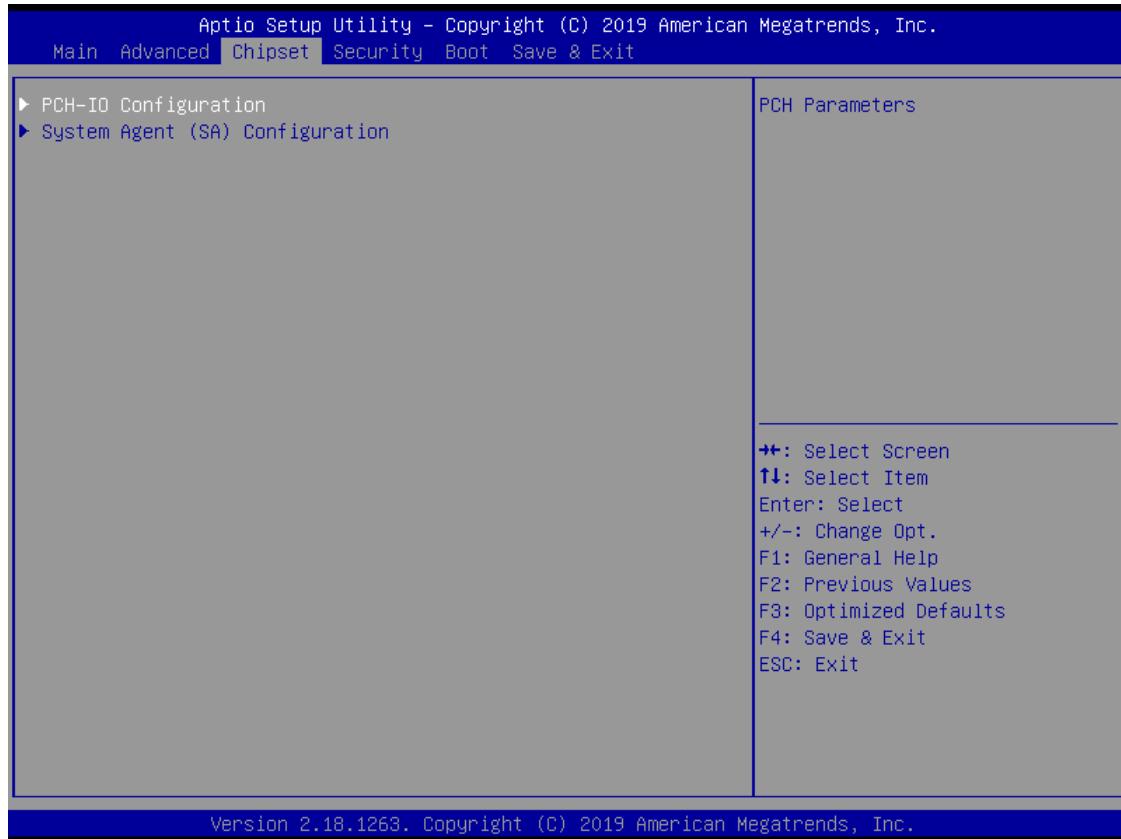 Aptio Setup Utility – Copyright (C) 2019 American Megatrends, Inc.
Main Advanced Chipset Security Boot Save & Exit
▶ PCH-IO Configuration
▶ System Agent (SA) Configuration
PCH Parameters
→←: Select Screen
↑↓: Select Item
Enter: Select
+/-: Change Opt.
F1: General Help
F2: Previous Values
F3: Optimized Defaults
F4: Save & Exit
ESC: Exit
Version 2.18.1263. Copyright (C) 2019 American Megatrends, Inc.